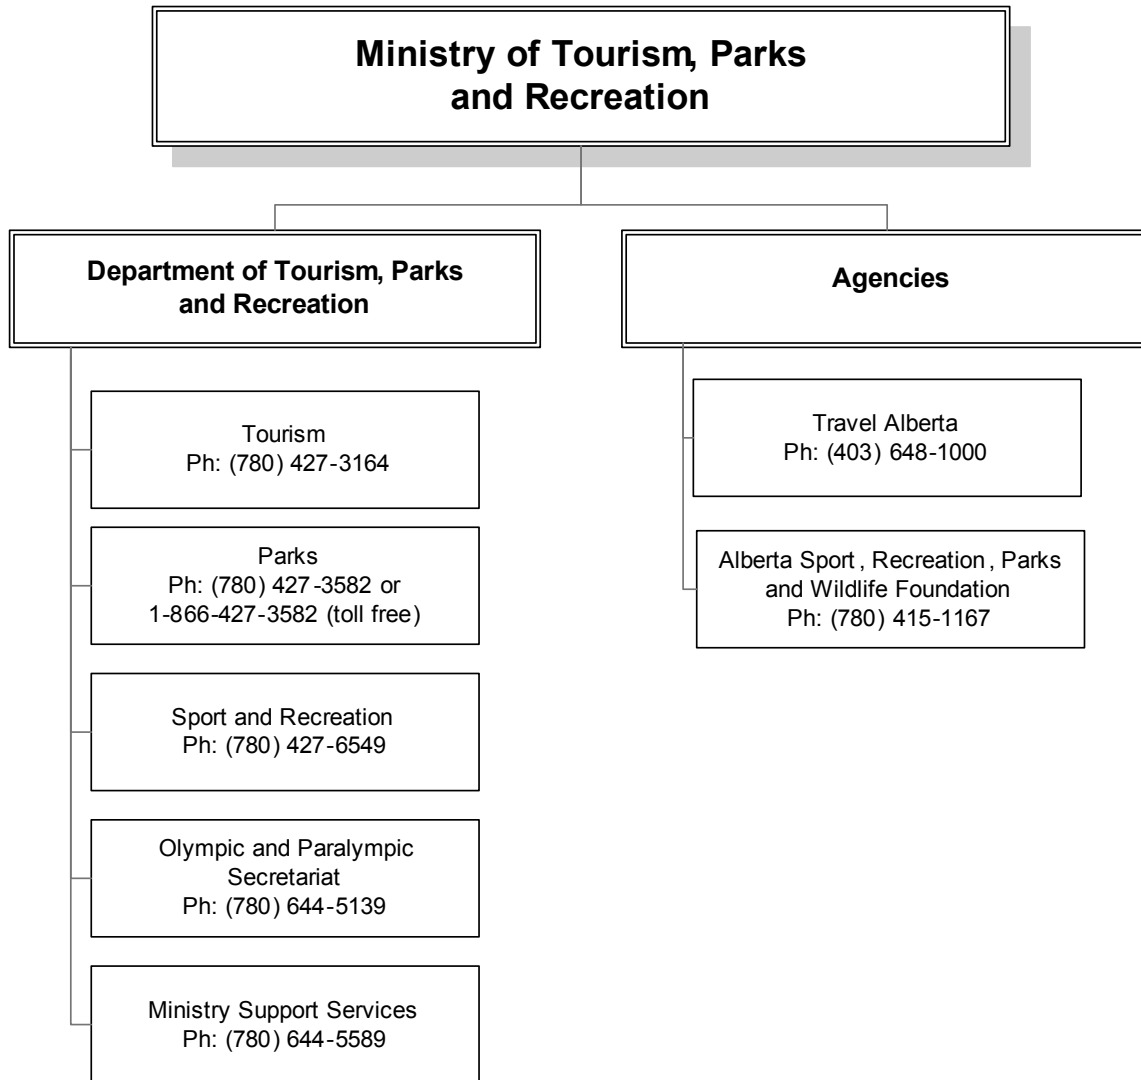 Ministry of Tourism, Parks
and Recreation
Department of Tourism, Parks
and Recreation
Tourism
Ph: (780) 427-3164
Parks
Ph: (780) 427-3582 or
1-866-427-3582 (toll free)
Sport and Recreation
Ph: (780) 427-6549
Olympic and Paralympic
Secretariat
Ph: (780) 644-5139
Ministry Support Services
Ph: (780) 644-5589
Agencies
Travel Alberta
Ph: (403) 648-1000
Alberta Sport, Recreation, Parks
and Wildlife Foundation
Ph: (780) 415-1167